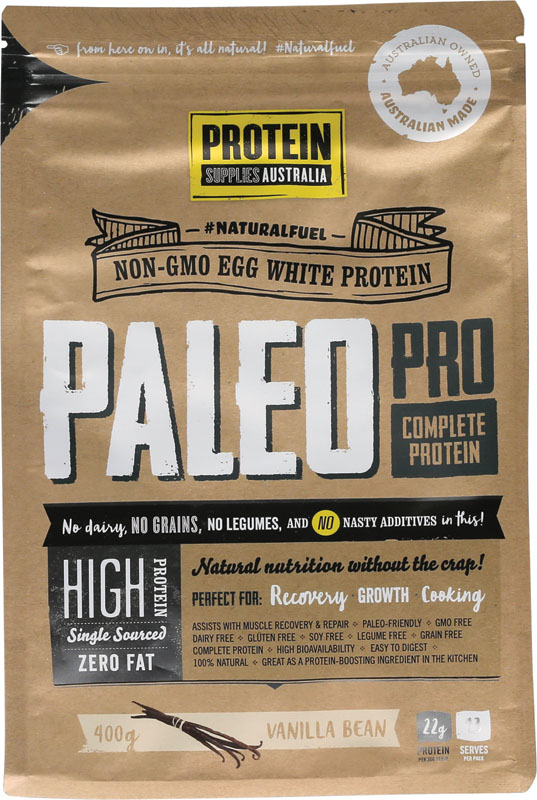 from here on in, it's all natural! #Naturalfuel
AUSTRALIAN OWNED
AUSTRALIAN MADE
PROTEIN
SUPPLIES AUSTRALIA
#NATURALFUEL
NON-GMO EGG WHITE PROTEIN
PALEO PRO
COMPLETE
PROTEIN
No dairy, NO GRAINS, NO LEGUMES, AND NO NASTY ADDITIVES in this!
HIGH PROTEIN
Single Sourced
ZERO FAT
Natural nutrition without the crap!
PERFECT FOR: Recovery · GROWTH · Cooking
ASSISTS WITH MUSCLE RECOVERY & REPAIR ❖ PALEO-FRIENDLY ❖ GMO FREE
DAIRY FREE ❖ GLUTEN FREE ❖ SOY FREE ❖ LEGUME FREE ❖ GRAIN FREE
COMPLETE PROTEIN ❖ HIGH BIOAVAILABILITY ❖ EASY TO DIGEST ❖
100% NATURAL ❖ GREAT AS A PROTEIN-BOOSTING INGREDIENT IN THE KITCHEN
400g
VANILLA BEAN
22g
PROTEIN
SERVES
PER PACK